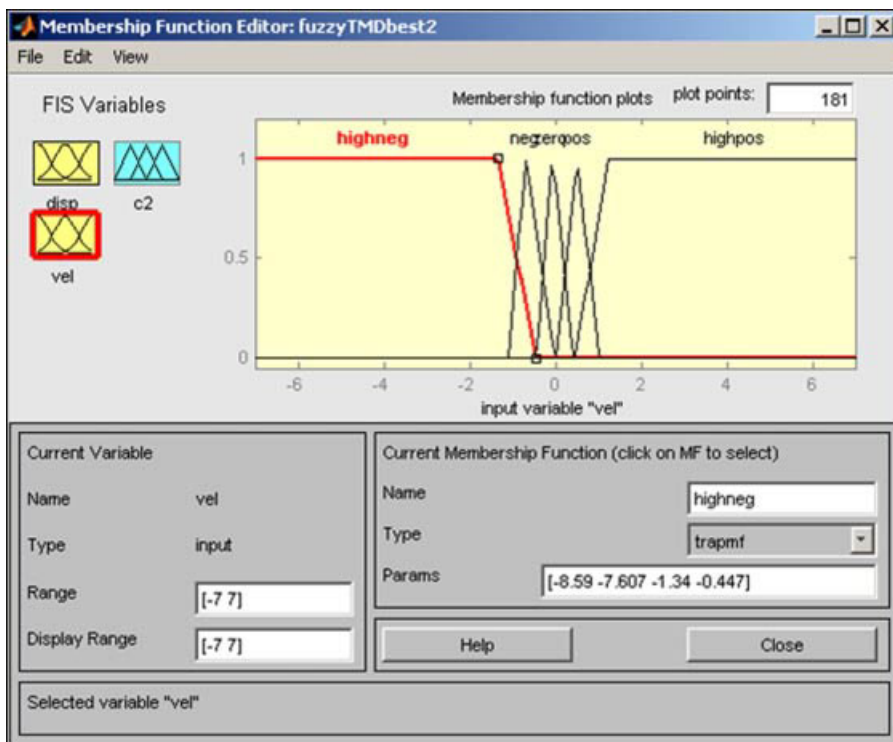 Membership Function Editor: fuzzyTMDbest2
File Edit View
FIS Variables
Membership function plots plot points: 181
disp c2
vel
highneg neg zero pos highpos
1
0.5
0
-6 -4 -2 0 2 4 6
input variable "vel"
Current Variable
Name vel
Type input
Range [-7 7]
Display Range [-7 7]
Current Membership Function (click on MF to select)
Name highneg
Type trapmf
Params [-8.59 -7.607 -1.34 -0.447]
Help Close
Selected variable "vel"